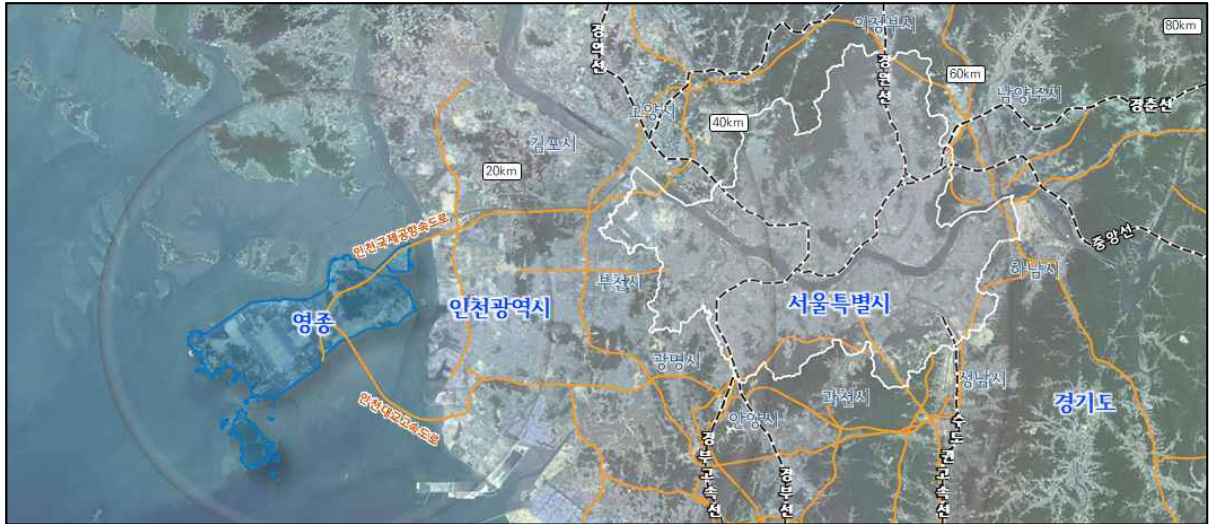 80km
의정부시
경의선
경원선
60km
남양주시
경춘선
고양시
40km
김포시
20km
인천국제공항고속도로
중앙선
하남시
부천시
영종
인천광역시
서울특별시
광명시
성남시
인천대교고속도로
과천시
경기도
안양시
경부고속선
경부선
수도권고속선